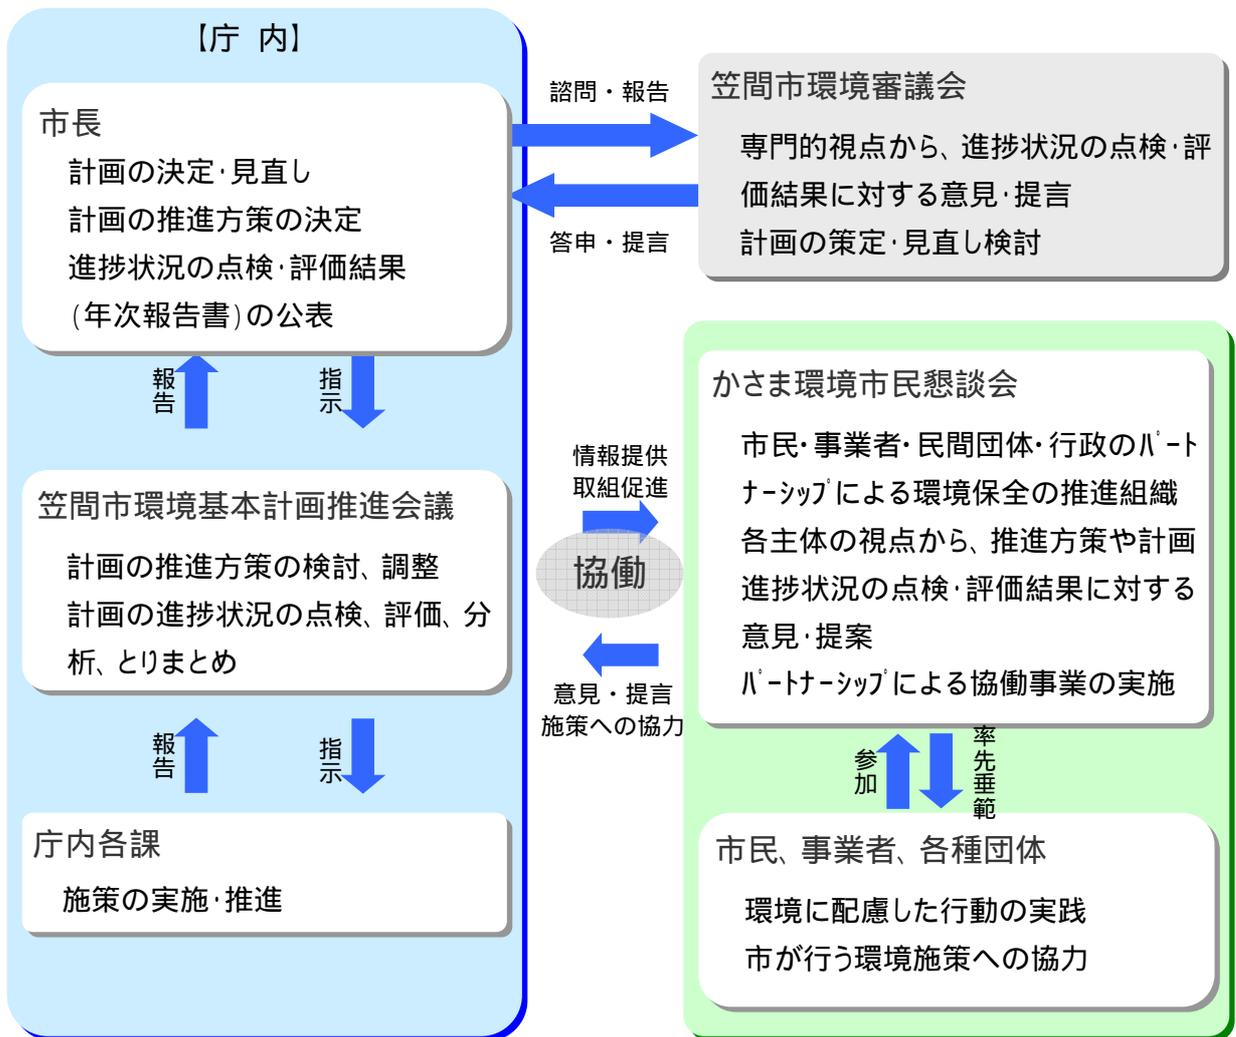 【庁 内】
市長
計画の決定・見直し
計画の推進方策の決定
進捗状況の点検・評価結果
（年次報告書）の公表
報告
指示
笠間市環境基本計画推進会議
計画の推進方策の検討、調整
計画の進捗状況の点検、評価、分
析、とりまとめ
報告
指示
庁内各課
施策の実施・推進
諮問・報告
答申・提言
笠間市環境審議会
専門的視点から、進捗状況の点検・評
価結果に対する意見・提言
計画の策定・見直し検討
情報提供
取組促進
協働
意見・提言
施策への協力
かさま環境市民懇談会
市民・事業者・民間団体・行政のﾊﾟｰﾄ
ﾅｰｼｯﾌﾟによる環境保全の推進組織
各主体の視点から、推進方策や計画
進捗状況の点検・評価結果に対する
意見・提案
ﾊﾟｰﾄﾅｰｼｯﾌﾟによる協働事業の実施
参加
率先垂範
市民、事業者、各種団体
環境に配慮した行動の実践
市が行う環境施策への協力